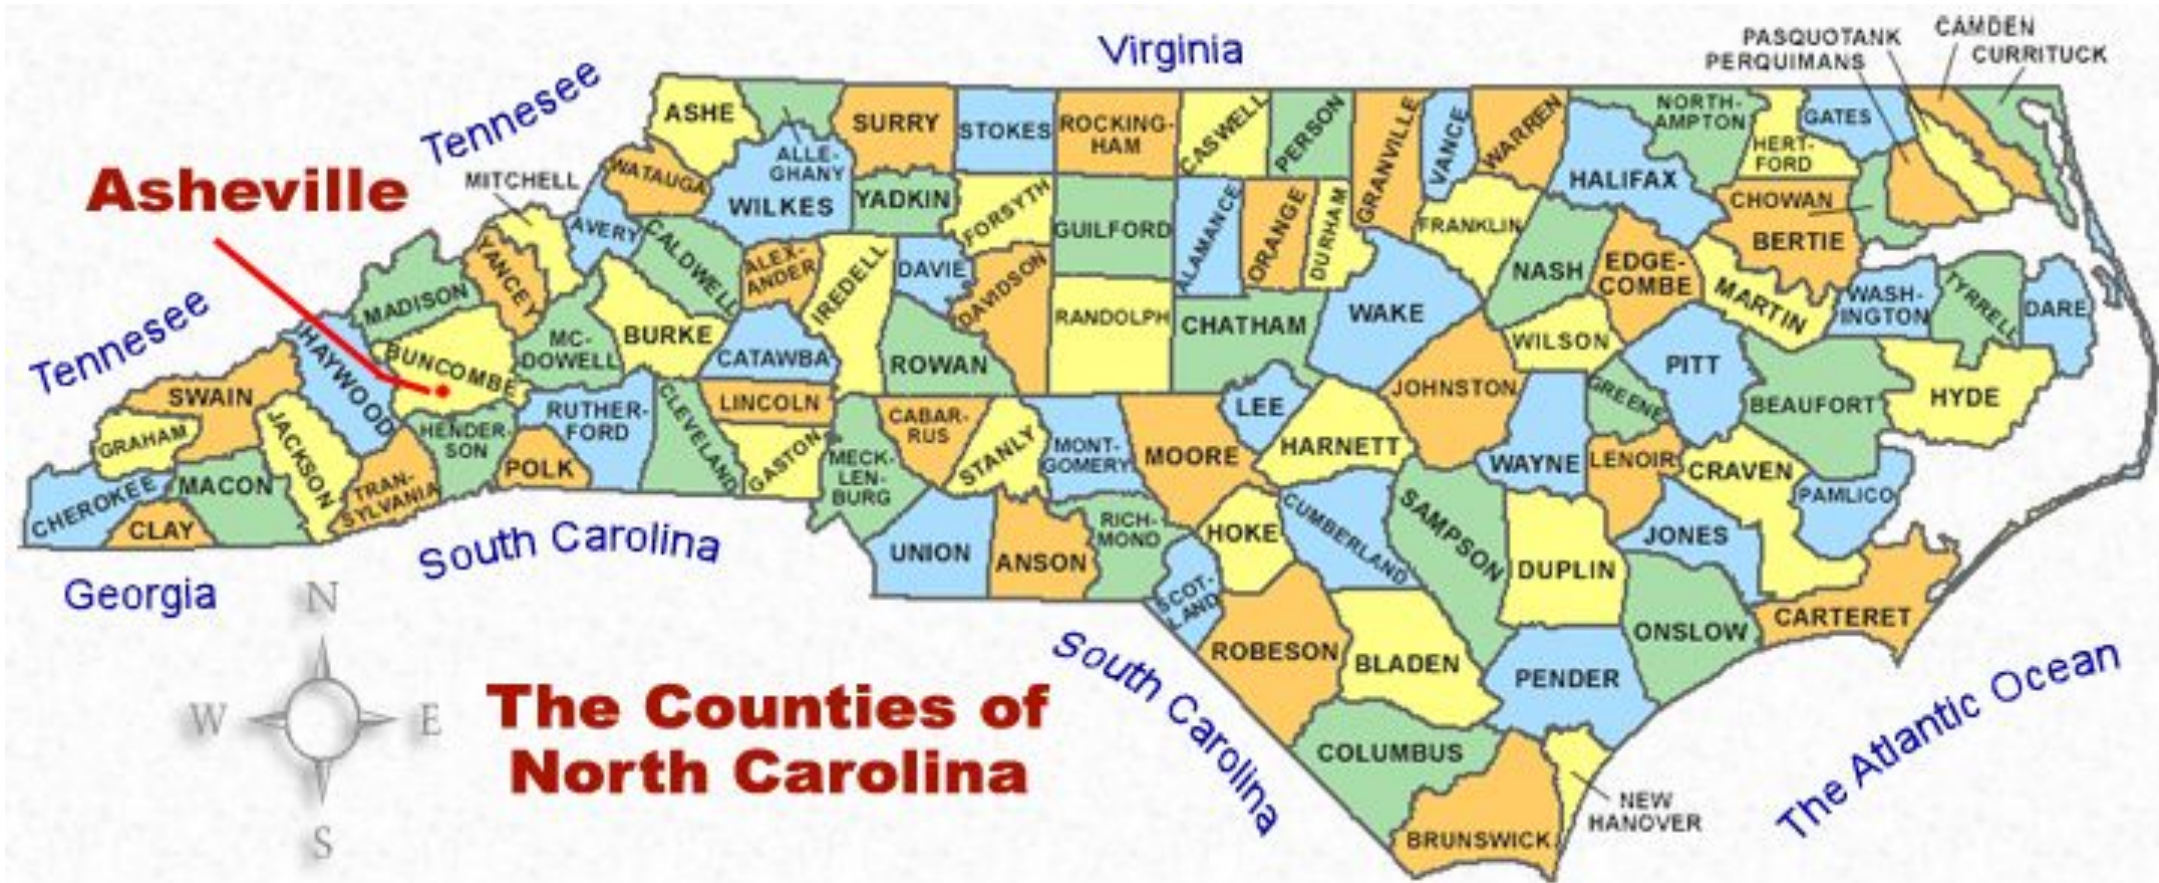 PASQUOTANK
CAMDEN
PERQUIMANS
CURRITUCK
Virginia
Tennesee
Asheville
Tennesee
ASHE
ALLE-
GHANY
SURRY
STOKES
ROCKING-
HAM
CASWELL
PERSON
GRANVILLE
VANCE
WARREN
NORTH-
AMPTON
HERT-
FORD
GATES
HALIFAX
MITCHELL
WATAUGA
WILKES
YADKIN
FORSYTH
GUILFORD
ALAMANCE
ORANGE
DURHAM
FRANKLIN
CHOWAN
BERTIE
AVERY
CALDWELL
ALEX-
ANDER
IREDELL
DAVIE
DAVIDSON
NASH
EDGE-
COMBE
MARTIN
WASH-
INGTON
TYRRELL
DARE
MADISON
YANCEY
HAYWOOD
BUNCOMBE
MC-
DOWELL
BURKE
CATAWBA
ROWAN
RANDOLPH
CHATHAM
WAKE
WILSON
PITT
SWAIN
GRAHAM
JACKSON
HENDER-
SON
RUTHER-
FORD
CLEVELAND
LINCOLN
GASTON
CABAR-
RUS
STANLY
MONT-
GOMERY
MOORE
LEE
HARNETT
JOHNSTON
GREENE
BEAUFORT
HYDE
CHEROKEE
MACON
CLAY
TRAN-
SYLVANIA
POLK
MECK-
LEN-
BURG
UNION
ANSON
RICH-
MOND
HOKE
CUMBERLAND
SAMPSON
WAYNE
LENOIR
CRAVEN
PAMLICO
JONES
DUPLIN
SCOT-
LAND
ROBESON
BLADEN
PENDER
ONSLOW
CARTERET
COLUMBUS
BRUNSWICK
NEW
HANOVER
Georgia
South Carolina
South Carolina
The Atlantic Ocean
N
W
E
S
The Counties of
North Carolina